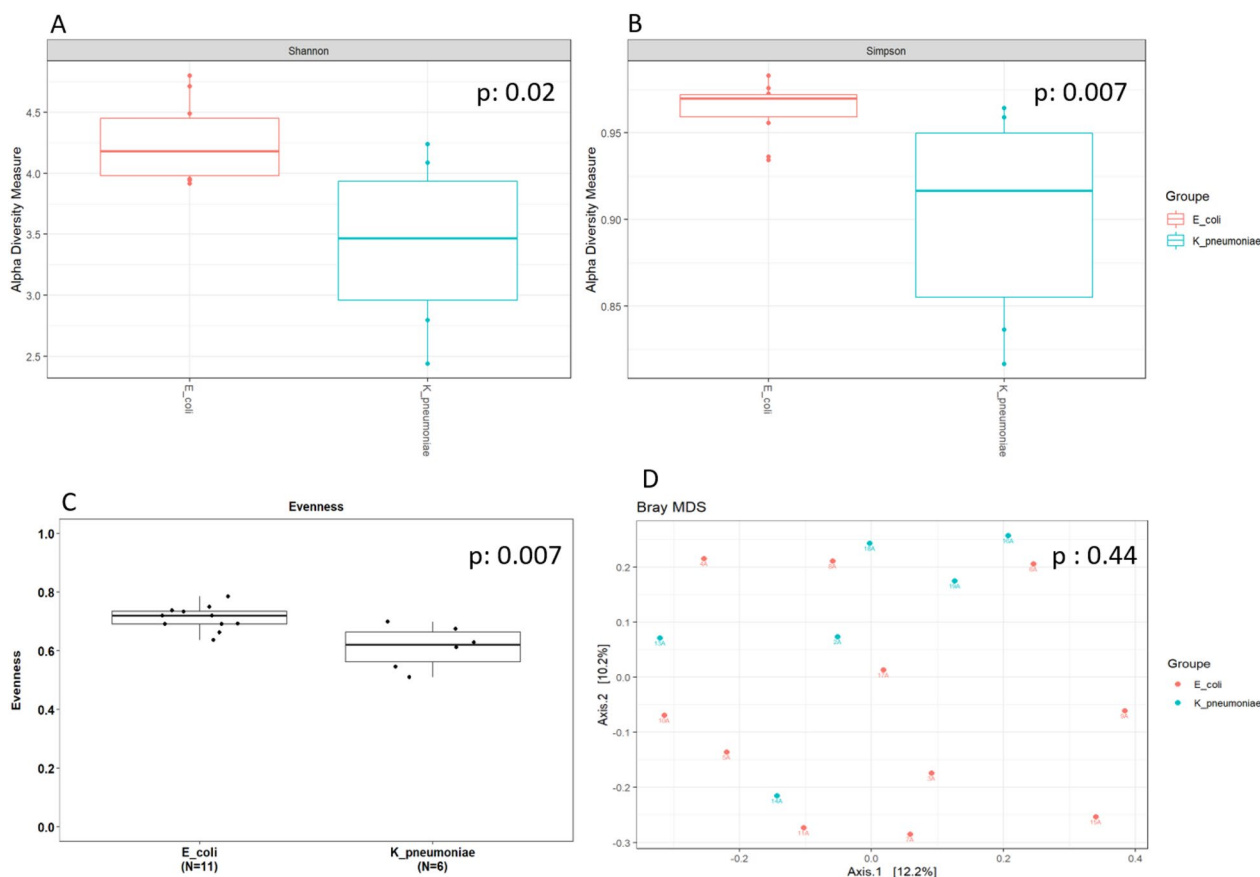 A
Shannon
p: 0.02
Alpha Diversity Measure
4.5
4.0
3.5
3.0
2.5
E_coli
K_pneumoniae
B
Simpson
p: 0.007
Alpha Diversity Measure
0.95
0.90
0.85
E_coli
K_pneumoniae
Groupe
E_coli
K_pneumoniae
C
Evenness
p: 0.007
Evenness
1.0
0.8
0.6
0.4
0.2
0.0
E_coli
(N=11)
K_pneumoniae
(N=6)
D
Bray MDS
p : 0.44
Axis.2 [10.2%]
0.2
0.1
0.0
-0.1
-0.2
-0.3
-0.2
0.0
0.2
0.4
Axis.1 [12.2%]
14A
11A
Groupe
E_coli
K_pneumoniae